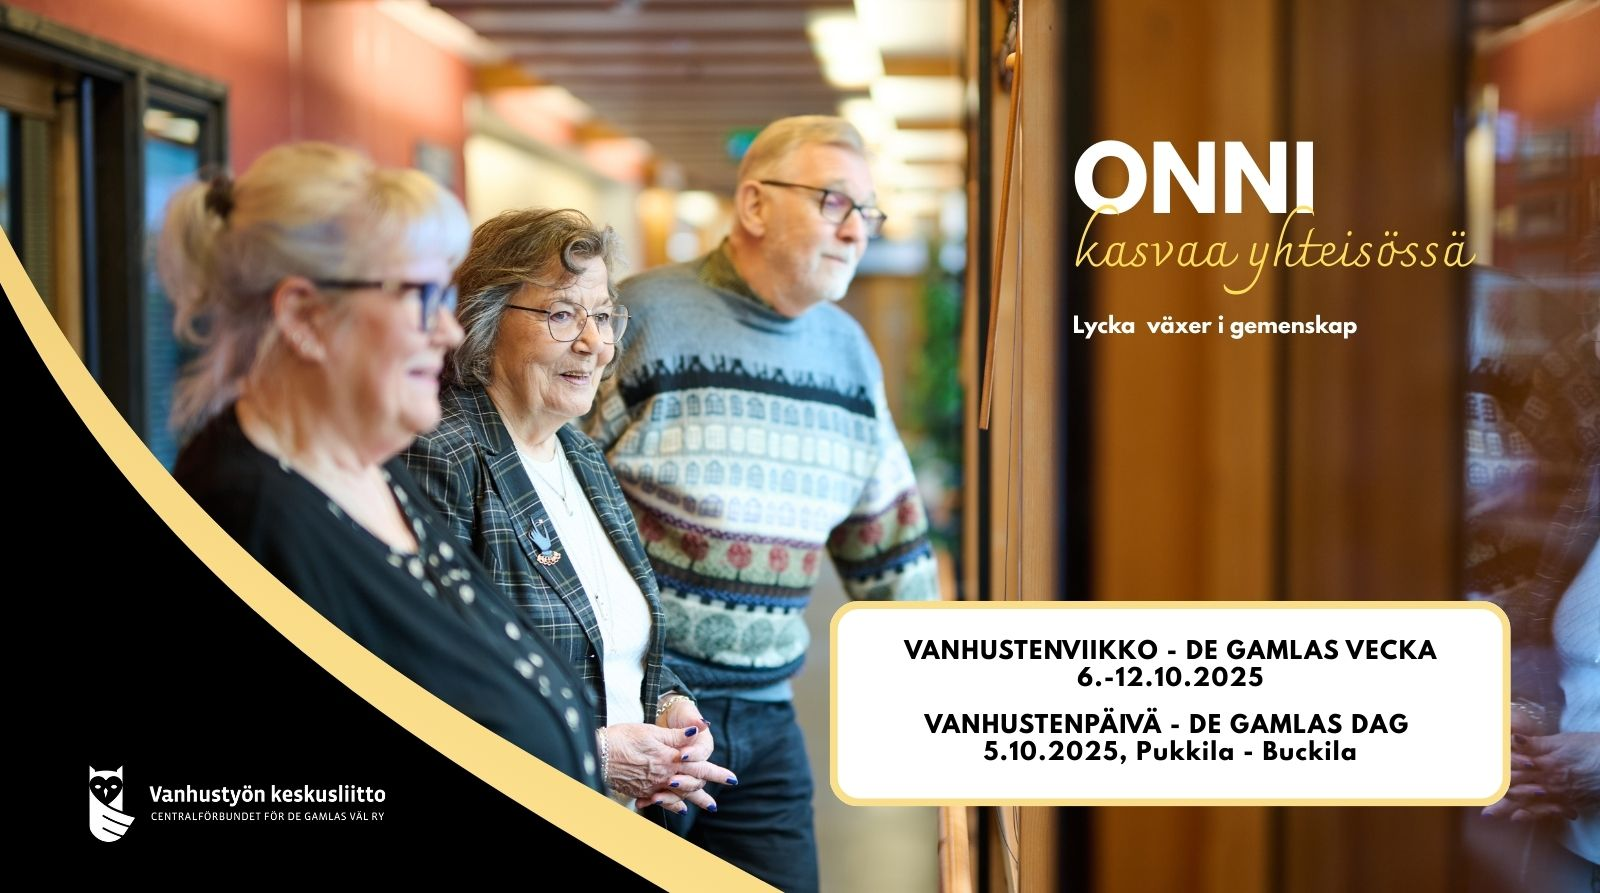 ONNI
kasvaa yhteisössä
Lycka växer i gemenskap
VANHUSTENVIIKKO - DE GAMLAS VECKA
6.-12.10.2025
VANHUSTENPÄIVÄ - DE GAMLAS DAG
5.10.2025, Pukkila - Buckila
Vanhustyön keskusliitto
CENTRALFÖRBUNDET FÖR DE GAMLAS VÄL RY